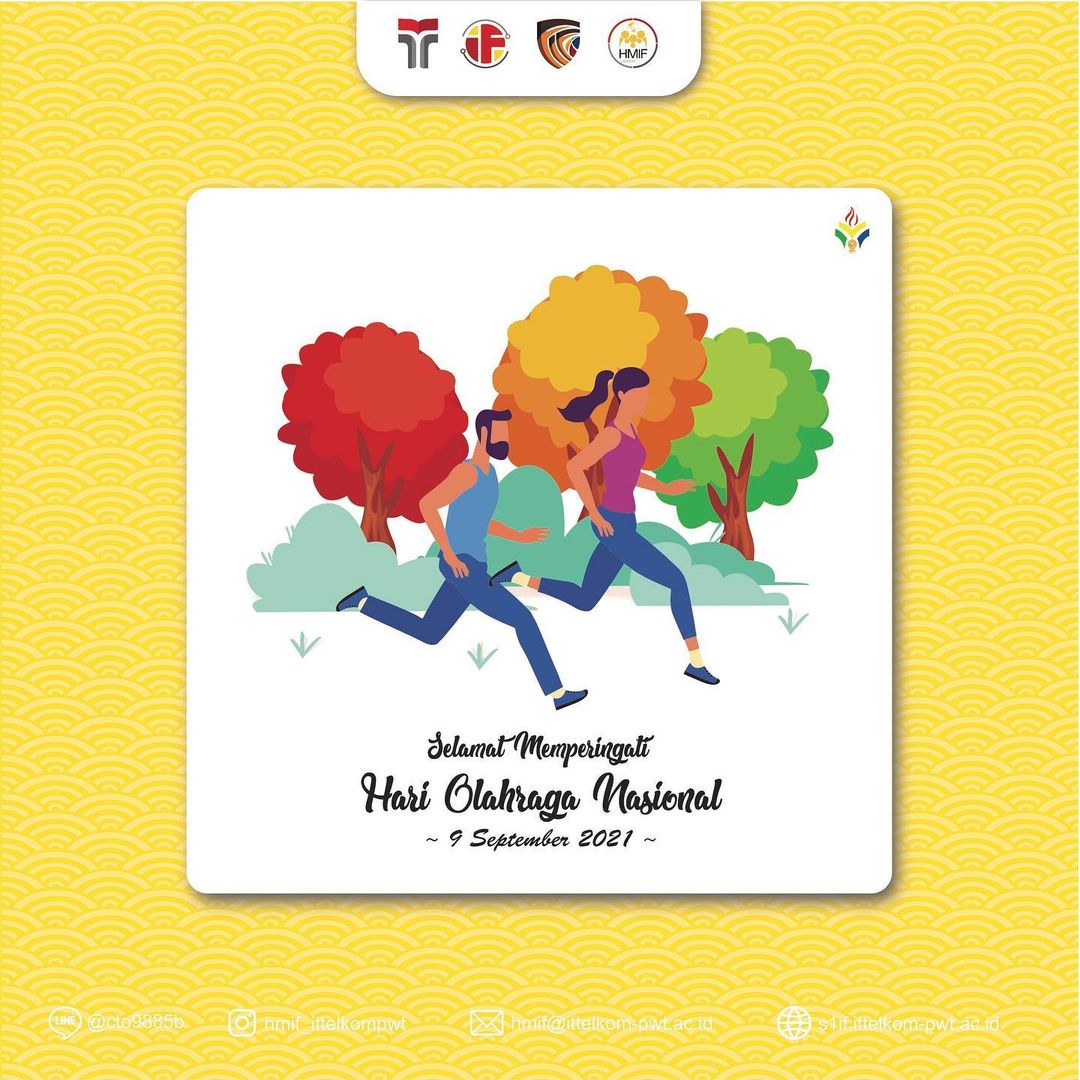 HMIF
Selamat Memperingati
Hari Olahraga Nasional
~ 9 September 2021 ~
LINE @cto9885b hmif_ittelkompwt hmif@ittelkom-pwt.ac.id s1if.ittelkom-pwt.ac.id